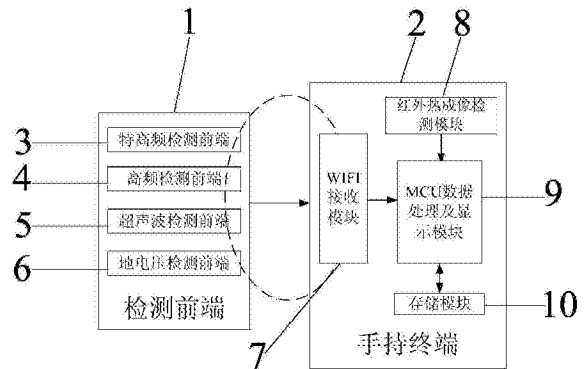 1
2
8
3
特高频检测前端
4
高频检测前端
5
超声波检测前端
6
地电压检测前端
检测前端
WIFI
接收
模块
7
红外热成像检
测模块
MCU数据
处理及显
示模块
9
存储模块
10
手持终端